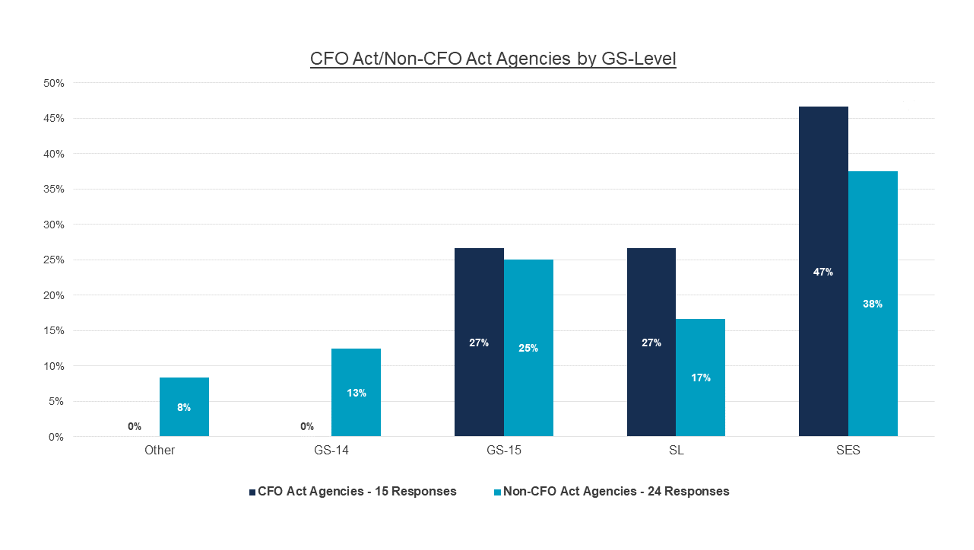 CFO Act/Non-CFO Act Agencies by GS-Level
50%
45%
40%
35%
30%
25%
20%
15%
10%
5%
0%
0%
8%
0%
13%
27%
25%
27%
17%
47%
38%
Other
GS-14
GS-15
SL
SES
CFO Act Agencies - 15 Responses
Non-CFO Act Agencies - 24 Responses